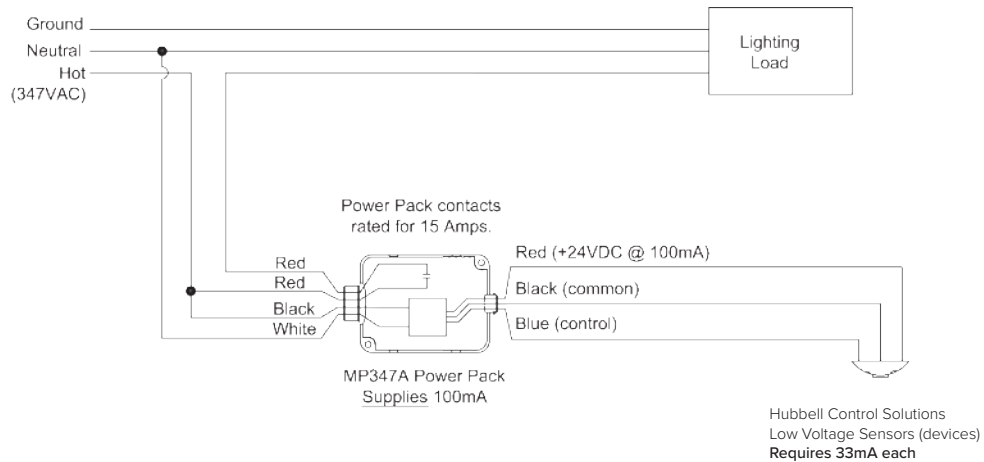 Ground
Neutral
Hot
(347VAC)
Lighting
Load
Power Pack contacts
rated for 15 Amps.
Red
Red
Black
White
Red (+24VDC @ 100mA)
Black (common)
Blue (control)
MP347A Power Pack
Supplies 100mA
Hubbell Control Solutions
Low Voltage Sensors (devices)
Requires 33mA each